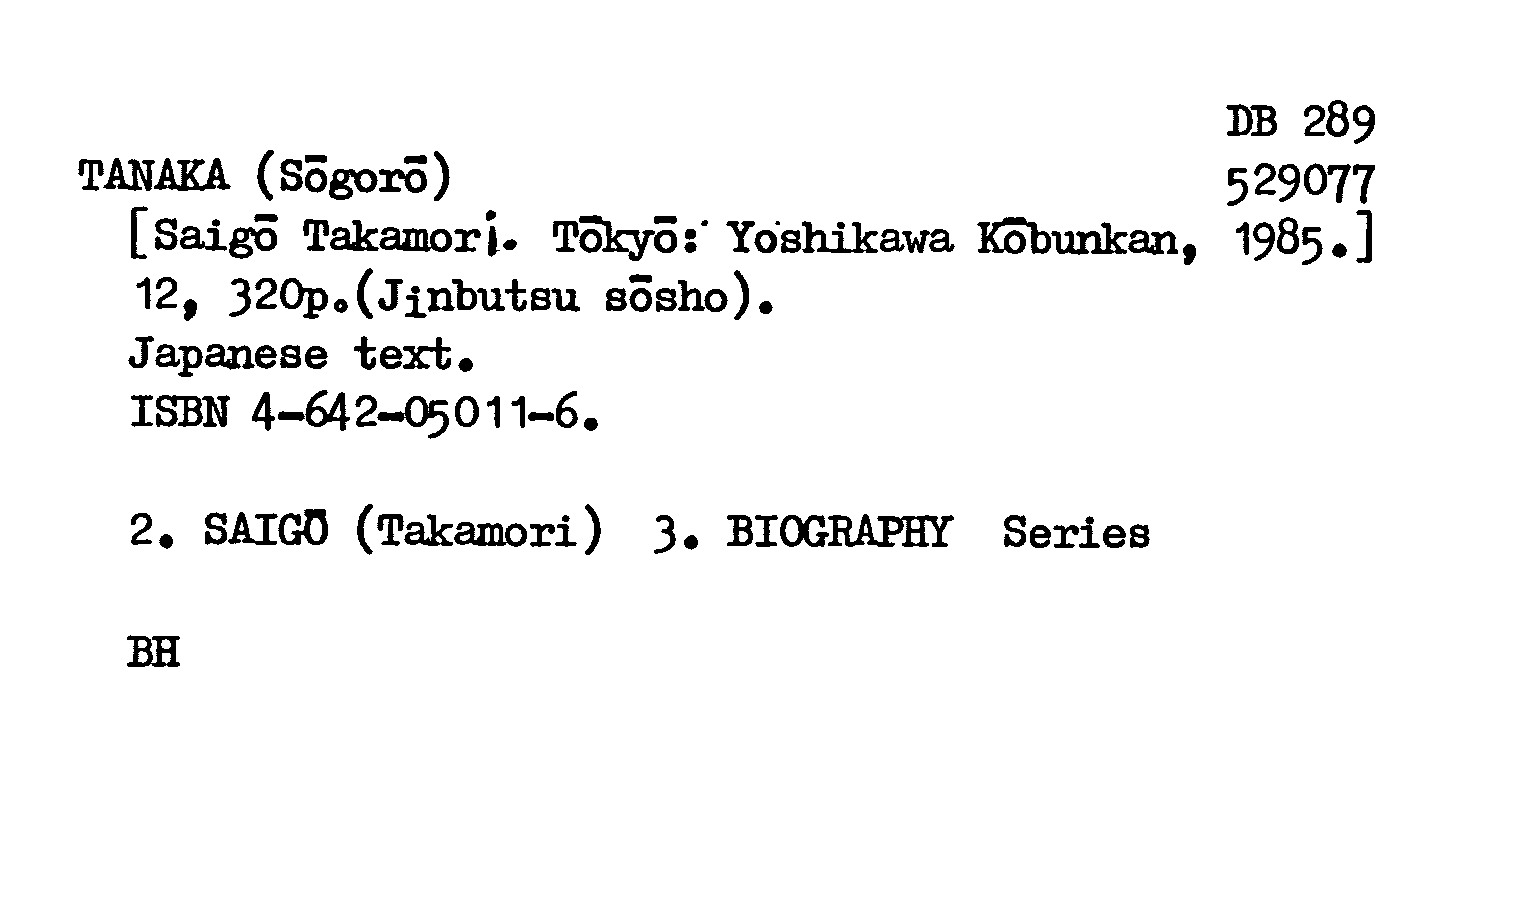 DB 289
TANAKA (Sōgorō) 529077
[Saigō Takamori. Tōkyō: Yoshikawa Kōbunkan, 1985.]
12, 320p.(Jinbutsu sōsho).
Japanese text.
ISBN 4-642-05011-6.
2. SAIGŌ (Takamori) 3. BIOGRAPHY Series
BH